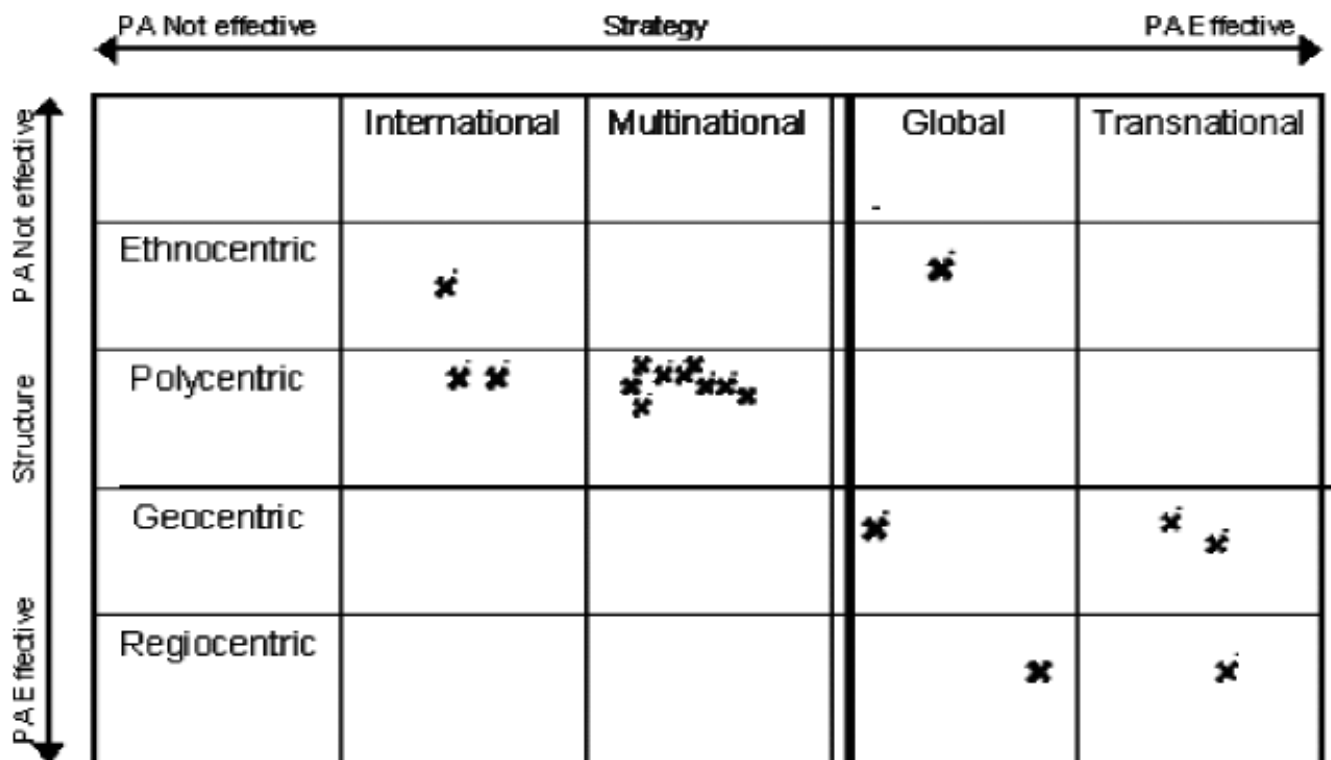 PA Not effective Strategy PA Effective
International Multinational Global Transnational
PA Not effective
Structure
PA Effective
Ethnocentric
Polycentric
Geocentric
Regiocentric